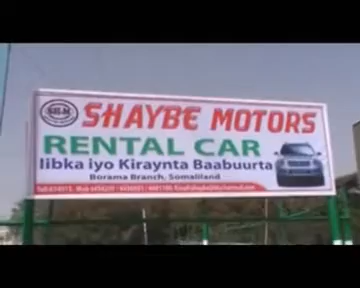 SHAYBE MOTORS
RENTAL CAR
Iibka iyo Kiraynta Baabuurta
Borama Branch, Somaliland